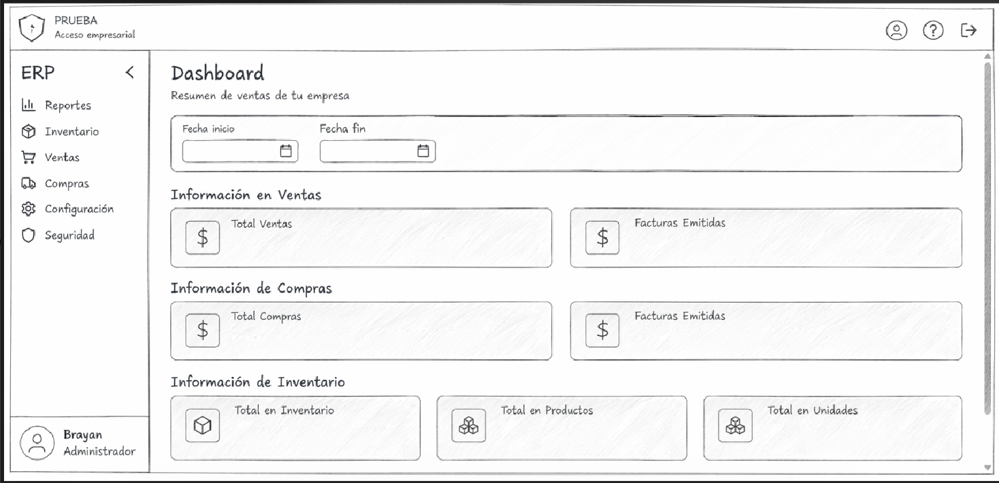 PRUEBA
Acceso empresarial
ERP
Reportes
Inventario
Ventas
Compras
Configuración
Seguridad
Brayan
Administrador
Dashboard
Resumen de ventas de tu empresa
Fecha inicio
Fecha fin
Información en Ventas
$ Total Ventas
$ Facturas Emitidas
Información de Compras
$ Total Compras
$ Facturas Emitidas
Información de Inventario
Total en Inventario
Total en Productos
Total en Unidades